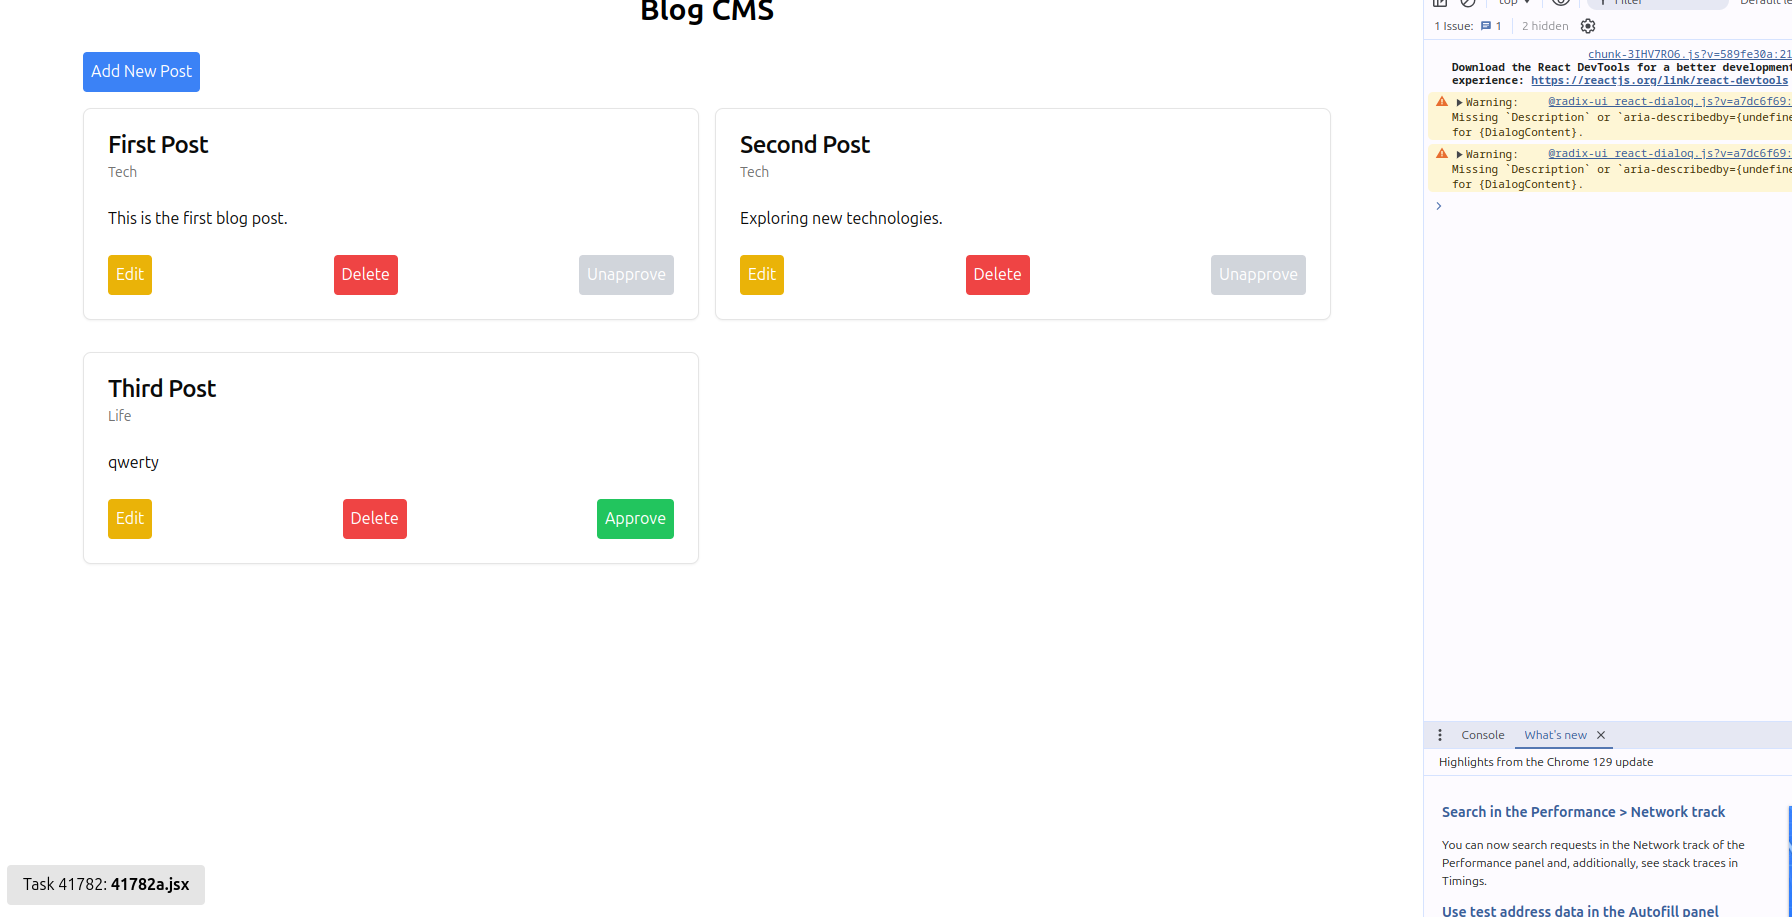 Blog CMS
Add New Post
First Post
Tech
This is the first blog post.
Edit
Delete
Unapprove
Second Post
Tech
Exploring new technologies.
Edit
Delete
Unapprove
Third Post
Life
qwerty
Edit
Delete
Approve
Task 41782: 41782a.jsx
top
Filter
1 Issue: 1
2 hidden
chunk-3IHV7RO6.js?v=589fe30a:21
Download the React DevTools for a better development
experience: https://reactjs.org/link/react-devtools
Warning: @radix-ui_react-dialog.js?v=a7dc6f69:
Missing `Description` or `aria-describedby={undefine
for {DialogContent}.
Warning: @radix-ui_react-dialog.js?v=a7dc6f69:
Missing `Description` or `aria-describedby={undefine
for {DialogContent}.
Console
What's new
Highlights from the Chrome 129 update
Search in the Performance > Network track
You can now search requests in the Network track of the
Performance panel and, additionally, see stack traces in
Timings.
Use test address data in the Autofill panel